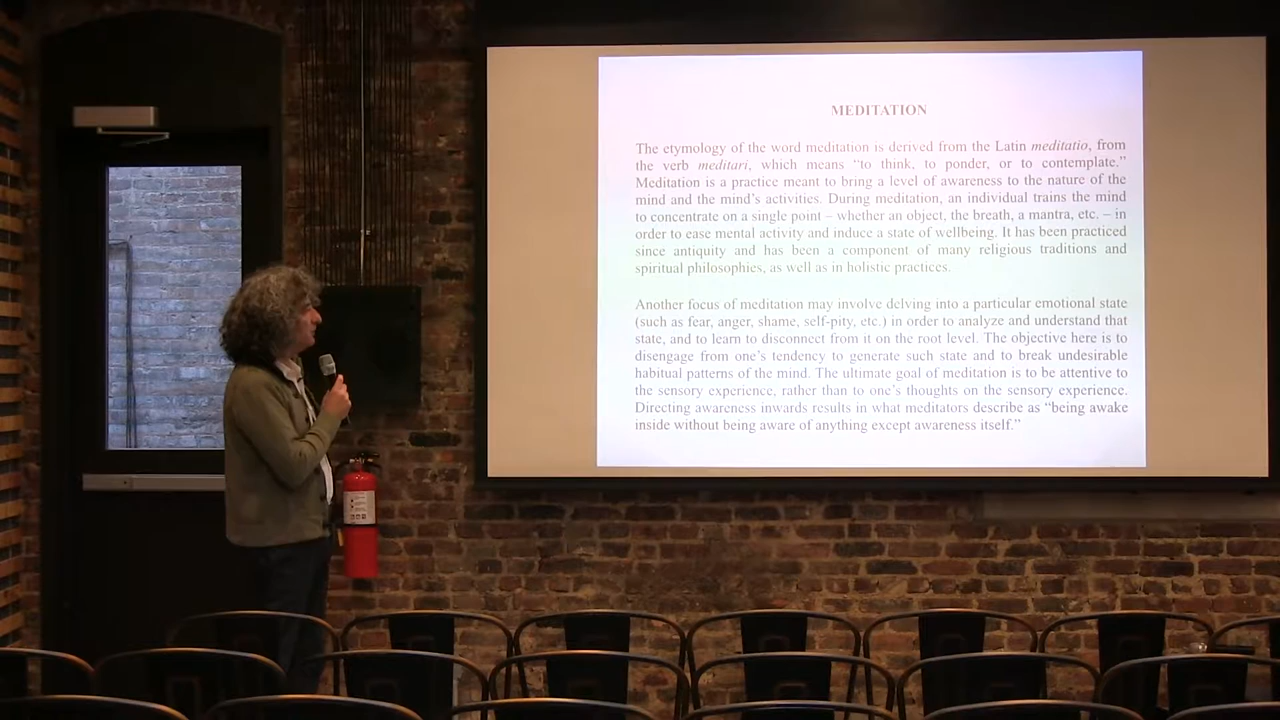 MEDITATION
The etymology of the word meditation is derived from the Latin meditatio, from
the verb meditari, which means “to think, to ponder, or to contemplate.”
Meditation is a practice meant to bring a level of awareness to the nature of the
mind and the mind’s activities. During meditation, an individual trains the mind
to concentrate on a single point – whether an object, the breath, a mantra, etc. – in
order to ease mental activity and induce a state of wellbeing. It has been practiced
since antiquity and has been a component of many religious traditions and
spiritual philosophies, as well as in holistic practices.
Another focus of meditation may involve delving into a particular emotional state
(such as fear, anger, shame, self-pity, etc.) in order to analyze and understand that
state, and to learn to disconnect from it on the root level. The objective here is to
disengage from one’s tendency to generate such state and to break undesirable
habitual patterns of the mind. The ultimate goal of meditation is to be attentive to
the sensory experience, rather than to one’s thoughts on the sensory experience.
Directing awareness inwards results in what meditators describe as “being awake
inside without being aware of anything except awareness itself.”